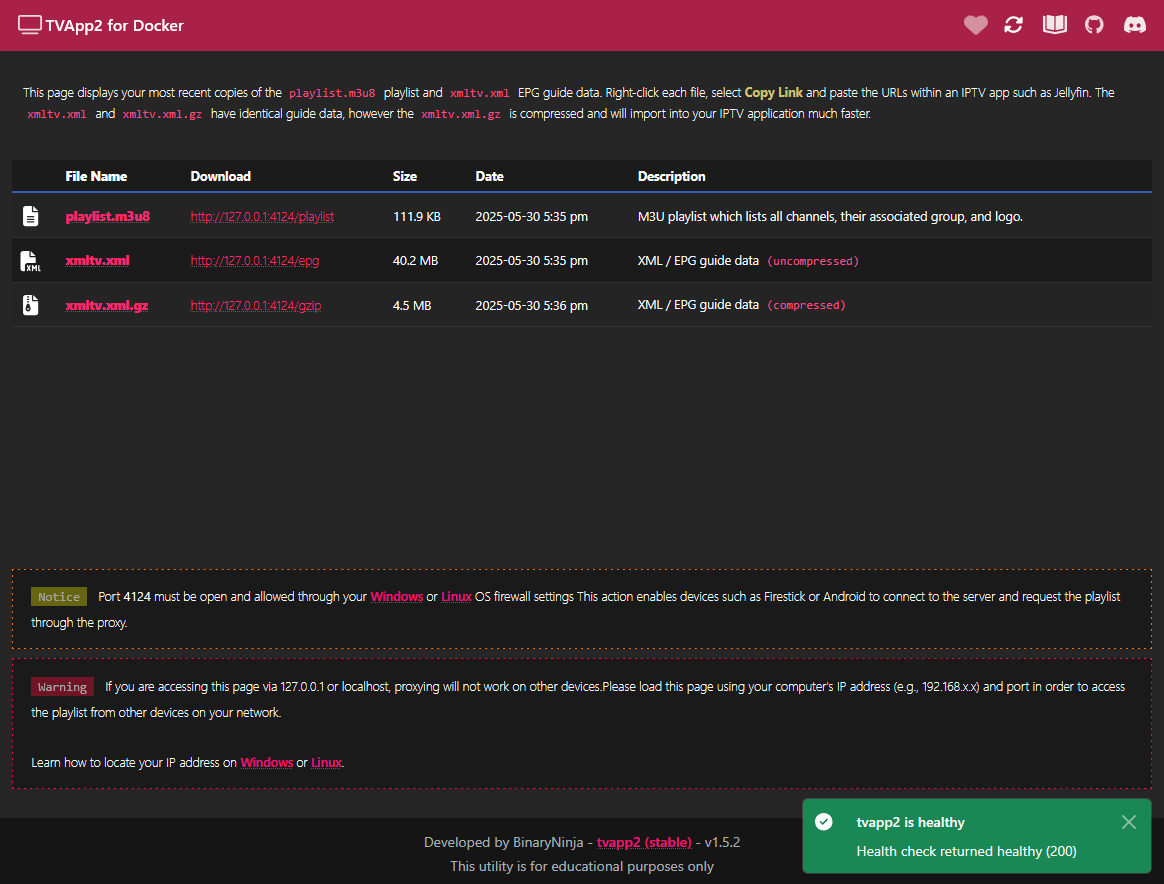 TVApp2 for Docker
This page displays your most recent copies of the playlist.m3u8 playlist and xmltv.xml EPG guide data. Right-click each file, select Copy Link and paste the URLs within an IPTV app such as Jellyfin. The
xmltv.xml and xmltv.xml.gz have identical guide data, however the xmltv.xml.gz is compressed and will import into your IPTV application much faster.
File Name Download Size Date Description
playlist.m3u8 http://127.0.0.1:4124/playlist 111.9 KB 2025-05-30 5:35 pm M3U playlist which lists all channels, their associated group, and logo.
XML xmltv.xml http://127.0.0.1:4124/epg 40.2 MB 2025-05-30 5:35 pm XML / EPG guide data (uncompressed)
xmltv.xml.gz http://127.0.0.1:4124/gzip 4.5 MB 2025-05-30 5:36 pm XML / EPG guide data (compressed)
Notice Port 4124 must be open and allowed through your Windows or Linux OS firewall settings This action enables devices such as Firestick or Android to connect to the server and request the playlist
through the proxy.
Warning If you are accessing this page via 127.0.0.1 or localhost, proxying will not work on other devices.Please load this page using your computer's IP address (e.g., 192.168.x.x) and port in order to access
the playlist from other devices on your network.
Learn how to locate your IP address on Windows or Linux.
Developed by BinaryNinja - tvapp2 (stable) - v1.5.2
This utility is for educational purposes only
tvapp2 is healthy
Health check returned healthy (200)